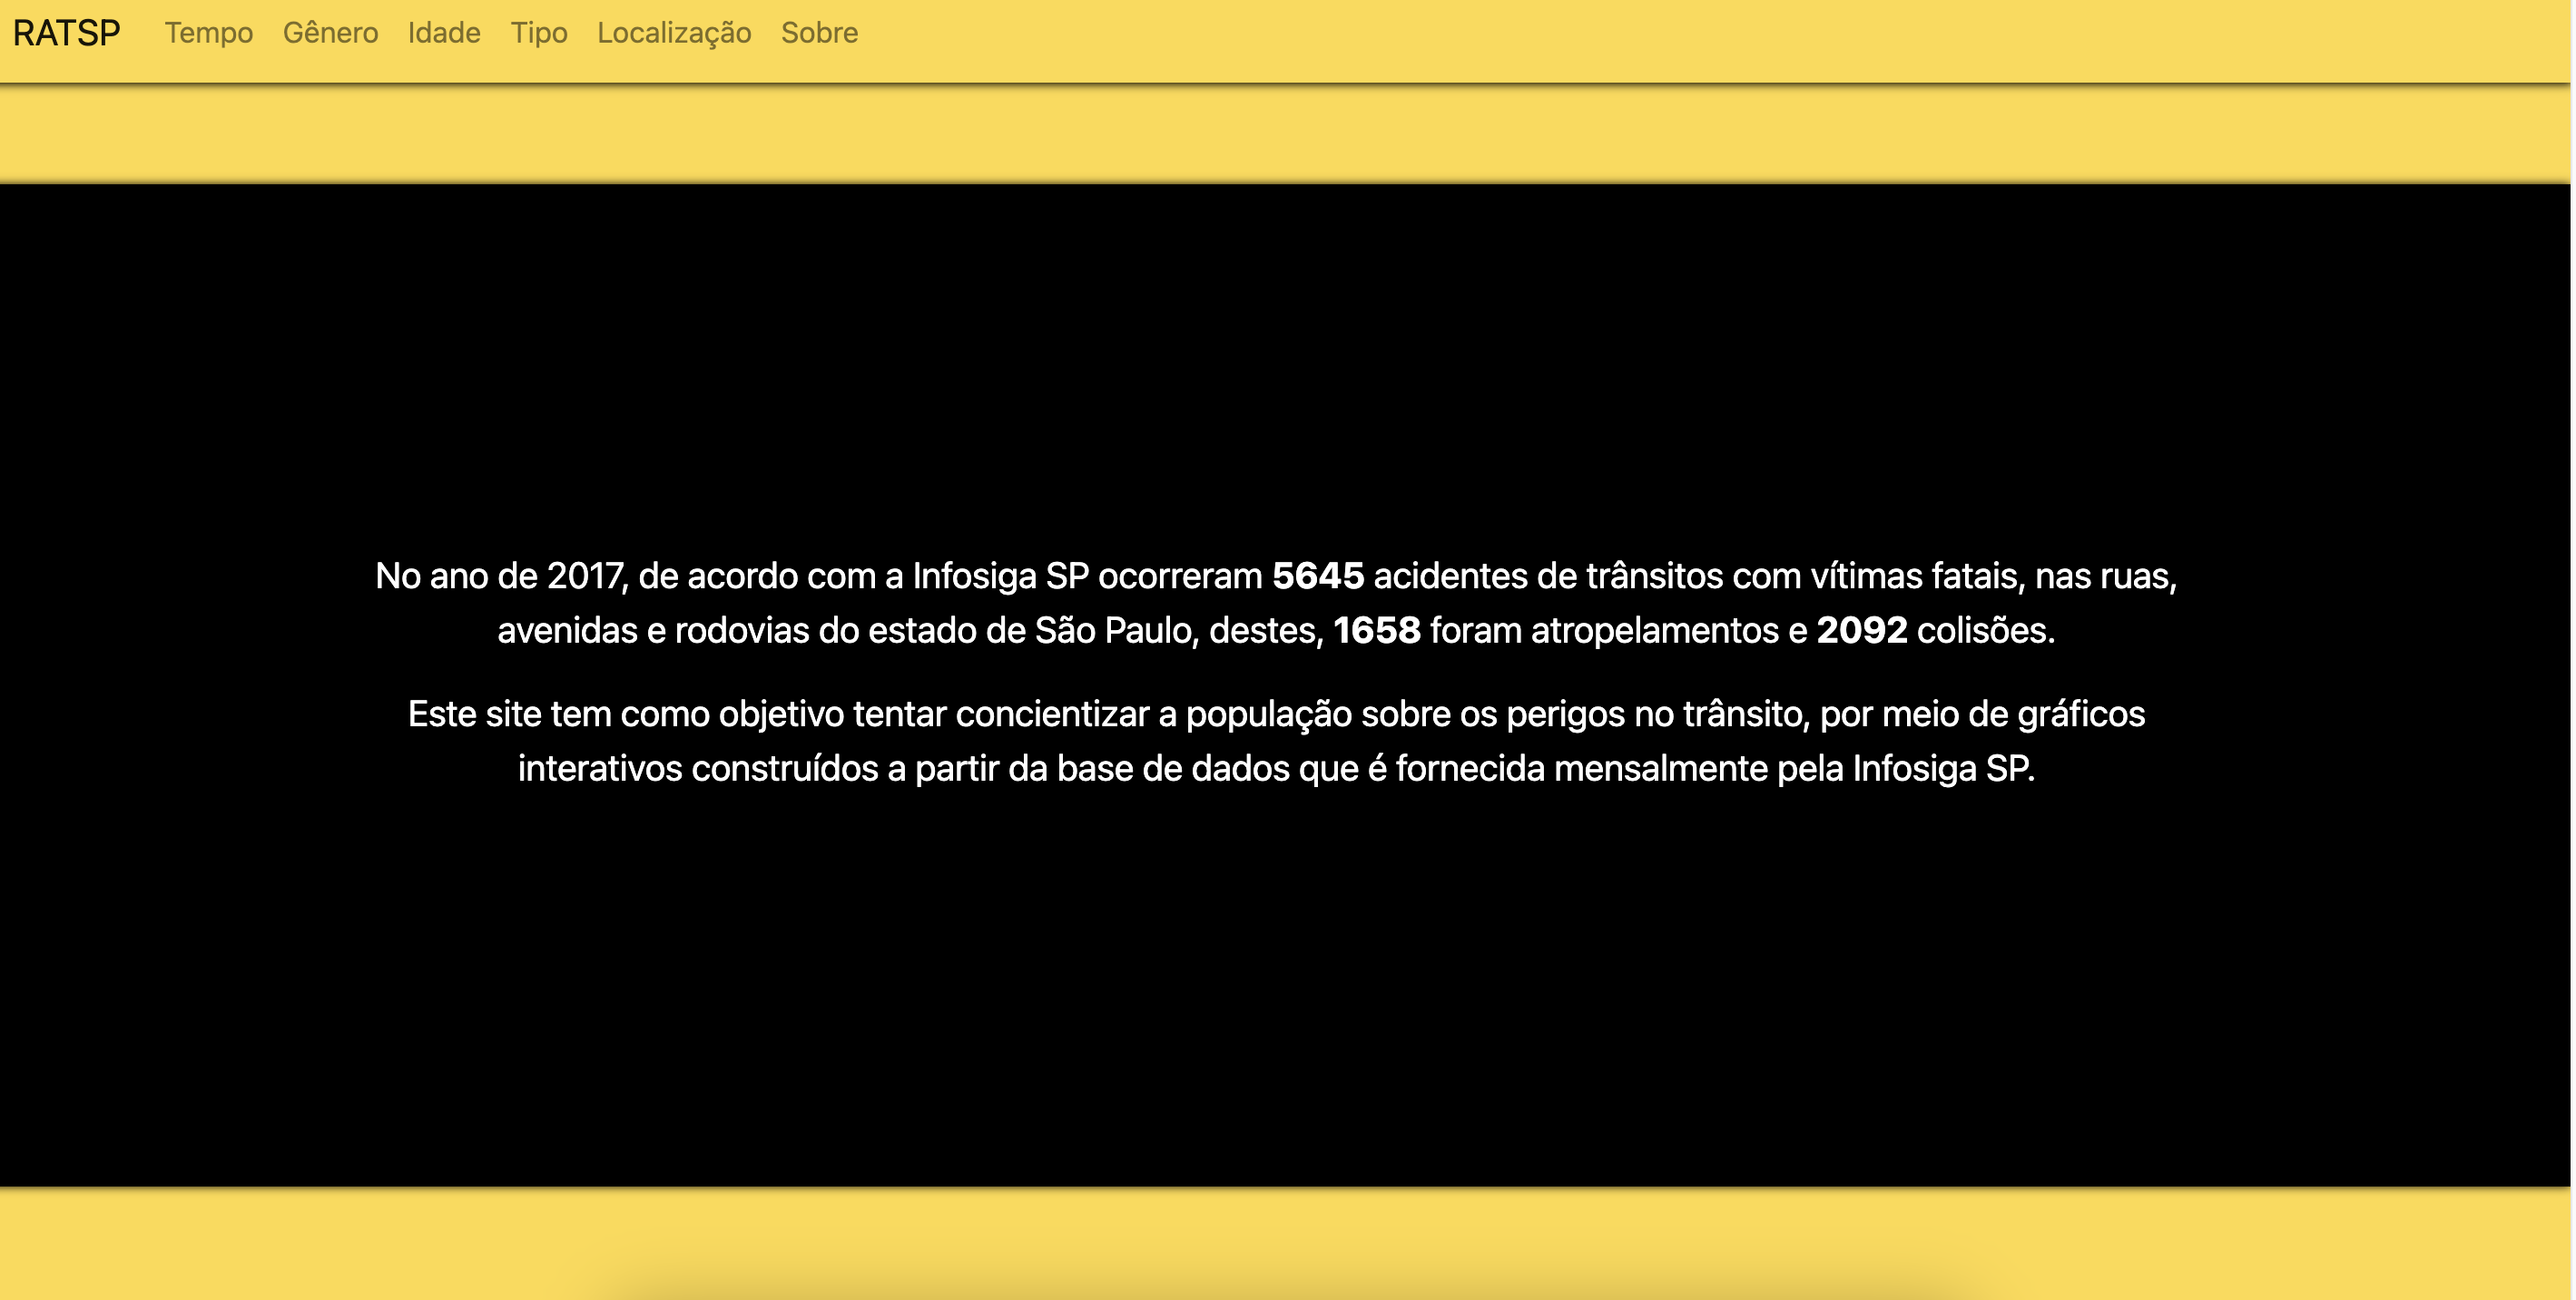 RATSP Tempo Gênero Idade Tipo Localização Sobre
No ano de 2017, de acordo com a Infosiga SP ocorreram 5645 acidentes de trânsitos com vítimas fatais, nas ruas,
avenidas e rodovias do estado de São Paulo, destes, 1658 foram atropelamentos e 2092 colisões.
Este site tem como objetivo tentar concientizar a população sobre os perigos no trânsito, por meio de gráficos
interativos construídos a partir da base de dados que é fornecida mensalmente pela Infosiga SP.